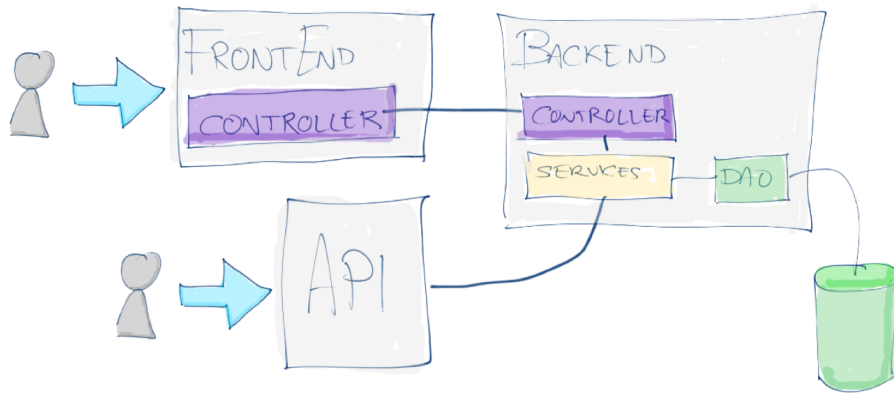 FRONTEND
CONTROLLER
BACKEND
CONTROLLER
SERVICES
DAO
API